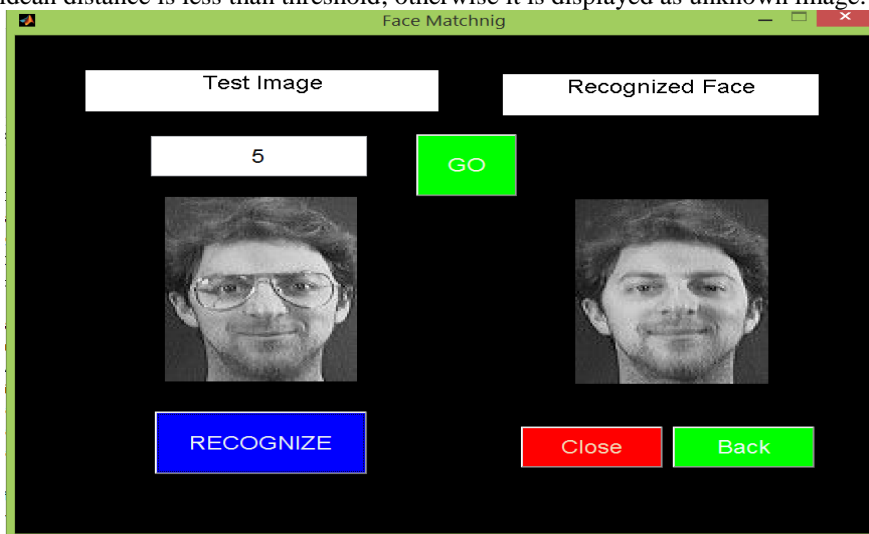 idean distance is less than threshold, otherwise it is displayed as unknown image.
Face Matchnig
Test Image
Recognized Face
5
GO
RECOGNIZE
Close
Back